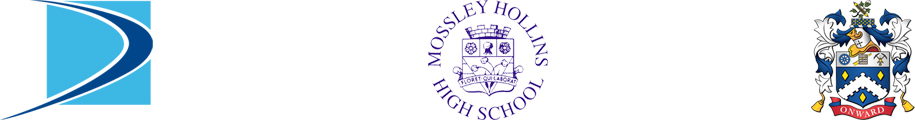 MOSSLEY HOLLINS
FLORET QUI LABORAT
HIGH SCHOOL
ONWARD